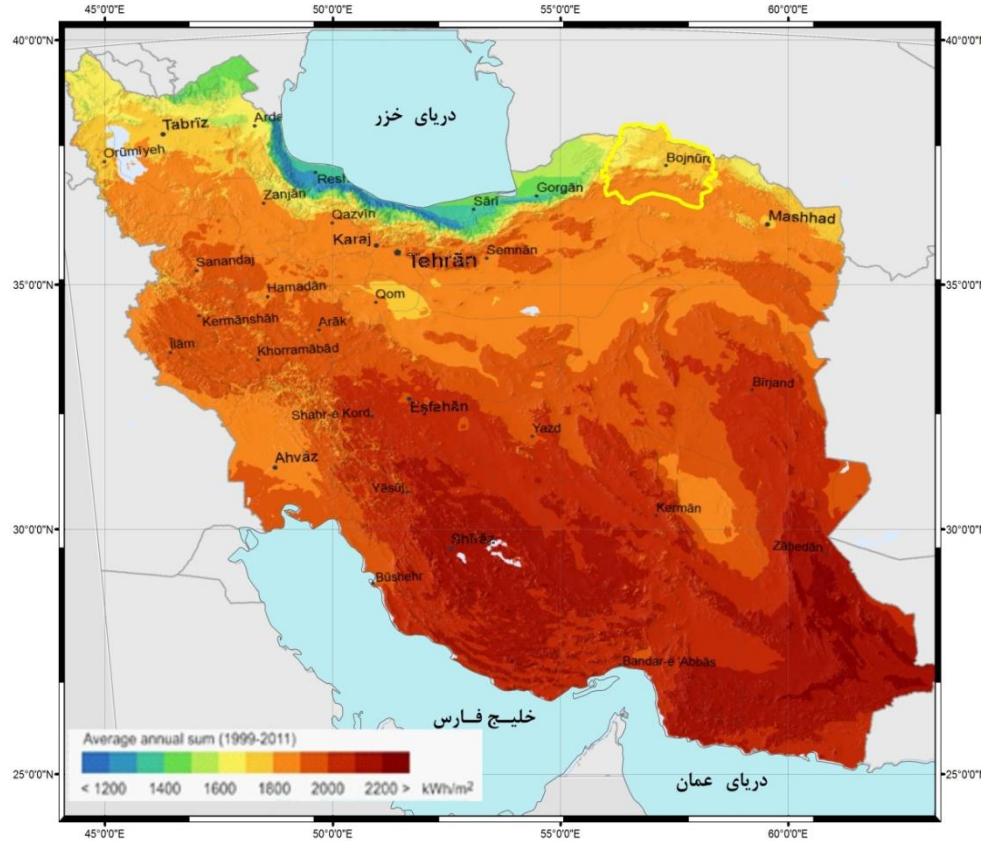 45°0'0"N 50°0'0"E 55°0'0"E 60°0'0"E
40°0'0"N 40°0'0"N
دریای خزر
Tabrīz
Orūmīyeh
Bojnūr
Zanjān
Gorgān
Sārī
Qazvīn
Mashhad
Karaj
Tehrān
Semnān
Sanandaj
35°0'0"N 35°0'0"N
Hamadān
Qom
Kermānshāh
Arāk
Īlām
Khorramābād
Bīrjand
Eşfahān
Shahr-e Kord
Yazd
Ahvāz
Yāsūj
Kermān
30°0'0"N 30°0'0"N
Zāhedān
Būshehr
Bandar-e 'Abbās
خلیج فارس
Average annual sum (1999-2011)
< 1200 1400 1600 1800 2000 2200 > kWh/m²
دریای عمان
25°0'0"N 25°0'0"N
45°0'0"E 50°0'0"E 55°0'0"E 60°0'0"E